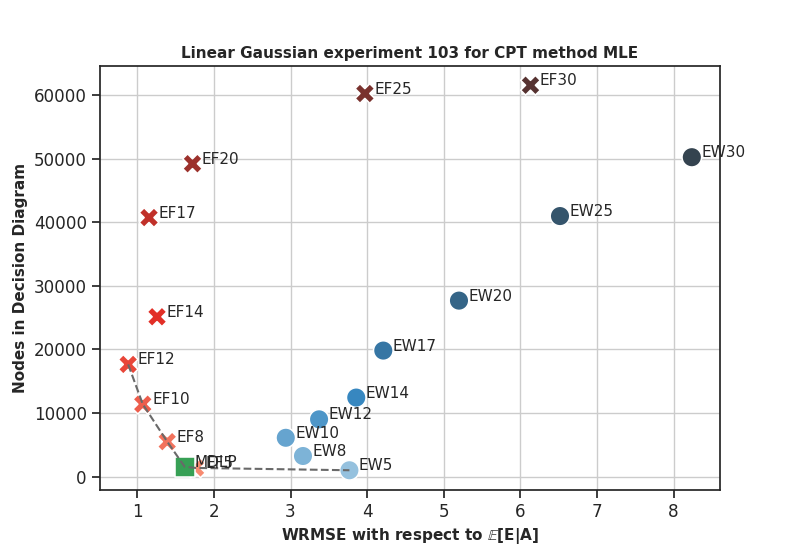 Linear Gaussian experiment 103 for CPT method MLE
Nodes in Decision Diagram
60000
50000
40000
30000
20000
10000
0
EF30
EF25
EW30
EF20
EF17
EW25
EF14
EW20
EF12
EW17
EF10
EW14
EW12
EF8
EW10
EW8
MDLP
EF5
EW5
1 2 3 4 5 6 7 8
WRMSE with respect to 𝔼[E|A]